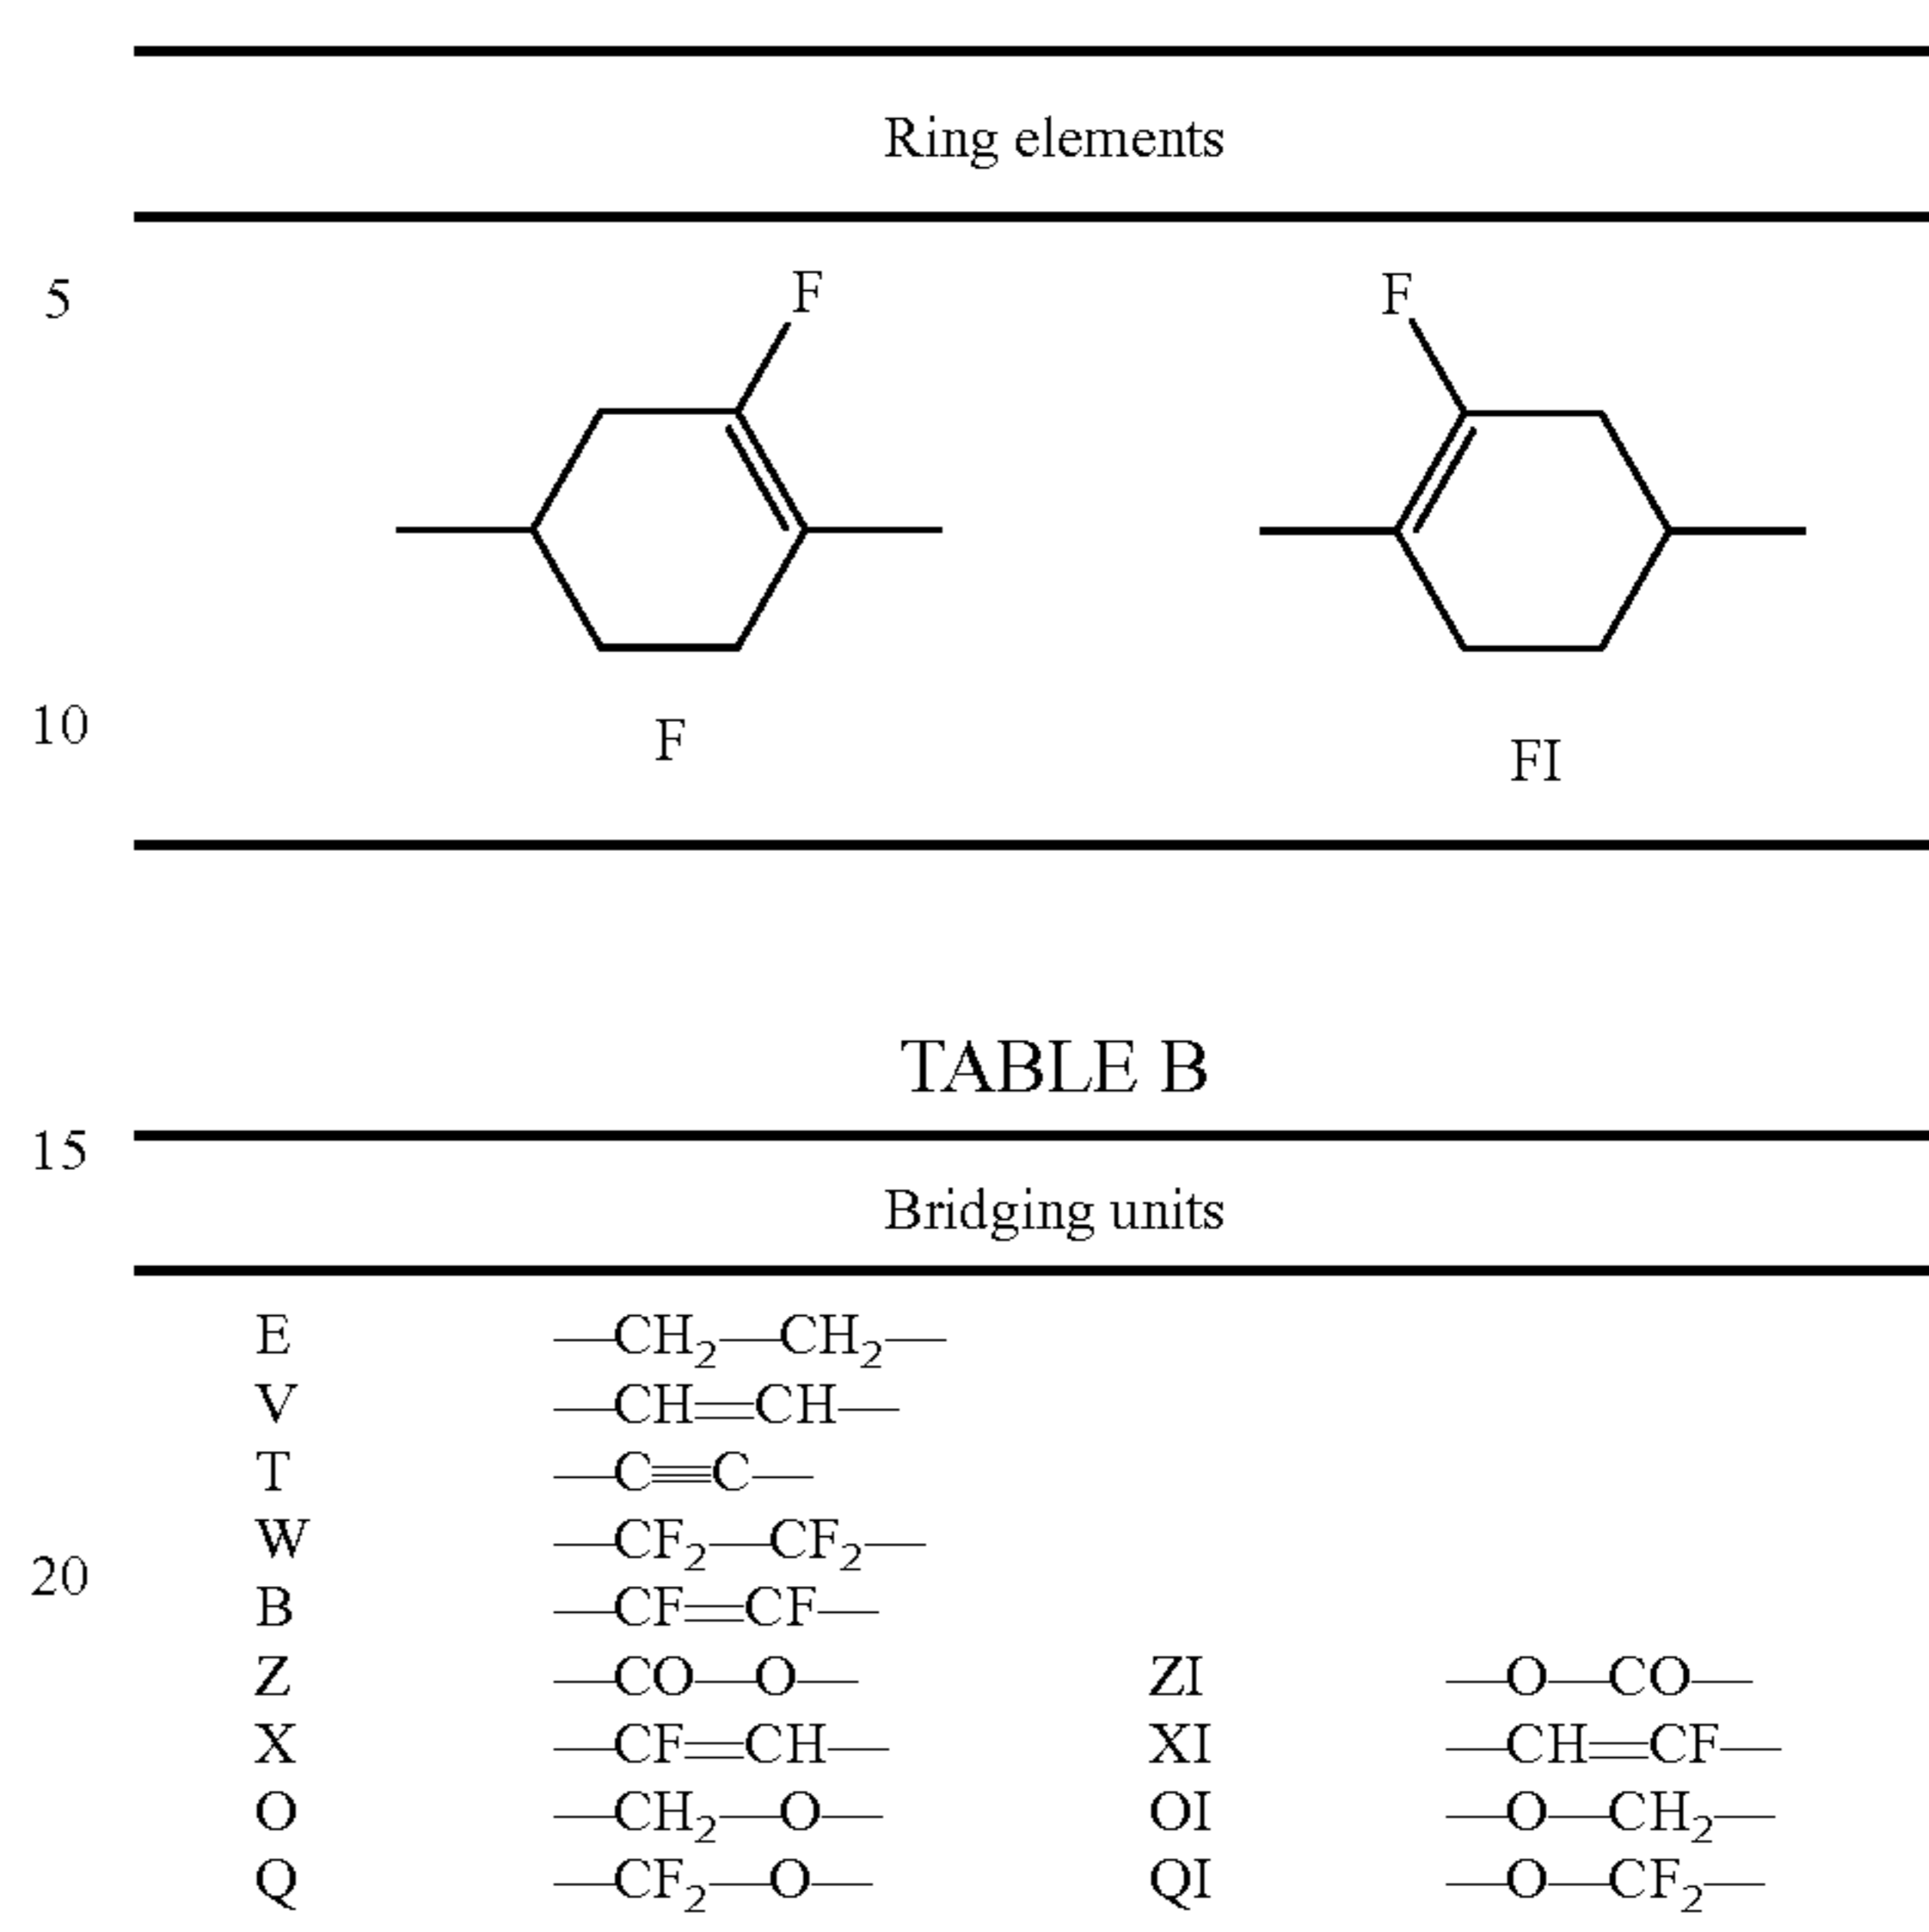 Ring elements
5
F F
10
F FI
TABLE B
15
Bridging units
E —CH₂—CH₂—
V —CH=CH—
T —C≡C—
W —CF₂—CF₂—
20
B —CF=CF—
Z —CO—O— ZI —O—CO—
X —CF=CH— XI —CH=CF—
O —CH₂—O— OI —O—CH₂—
Q —CF₂—O— QI —O—CF₂—